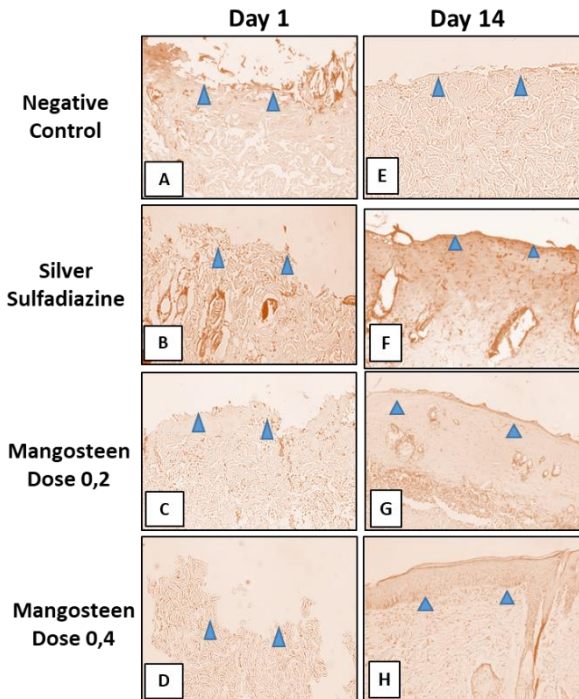 Day 1
Day 14
Negative
Control
A
E
Silver
Sulfadiazine
B
F
Mangosteen
Dose 0,2
C
G
Mangosteen
Dose 0,4
D
H